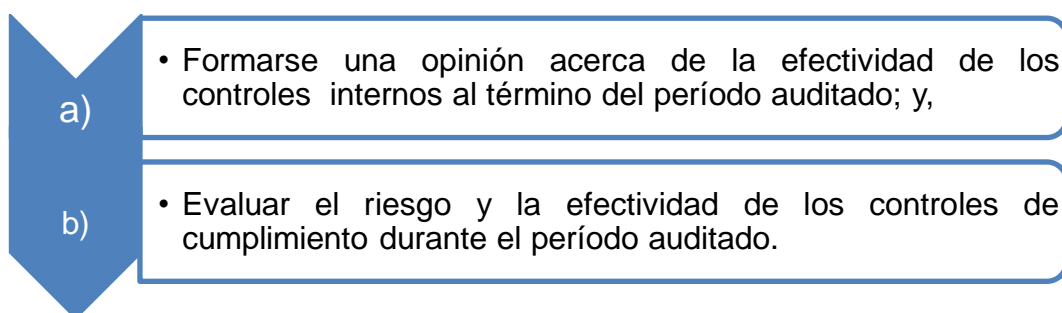 a)
• Formarse una opinión acerca de la efectividad de los
controles internos al término del período auditado; y,
b)
• Evaluar el riesgo y la efectividad de los controles de
cumplimiento durante el período auditado.